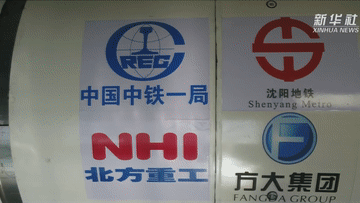 新华社
XINHUA NEWS
CREC
中国中铁一局
沈阳地铁
Shenyang Metro
NHI
北方重工
方大集团
FANGDA GROUP